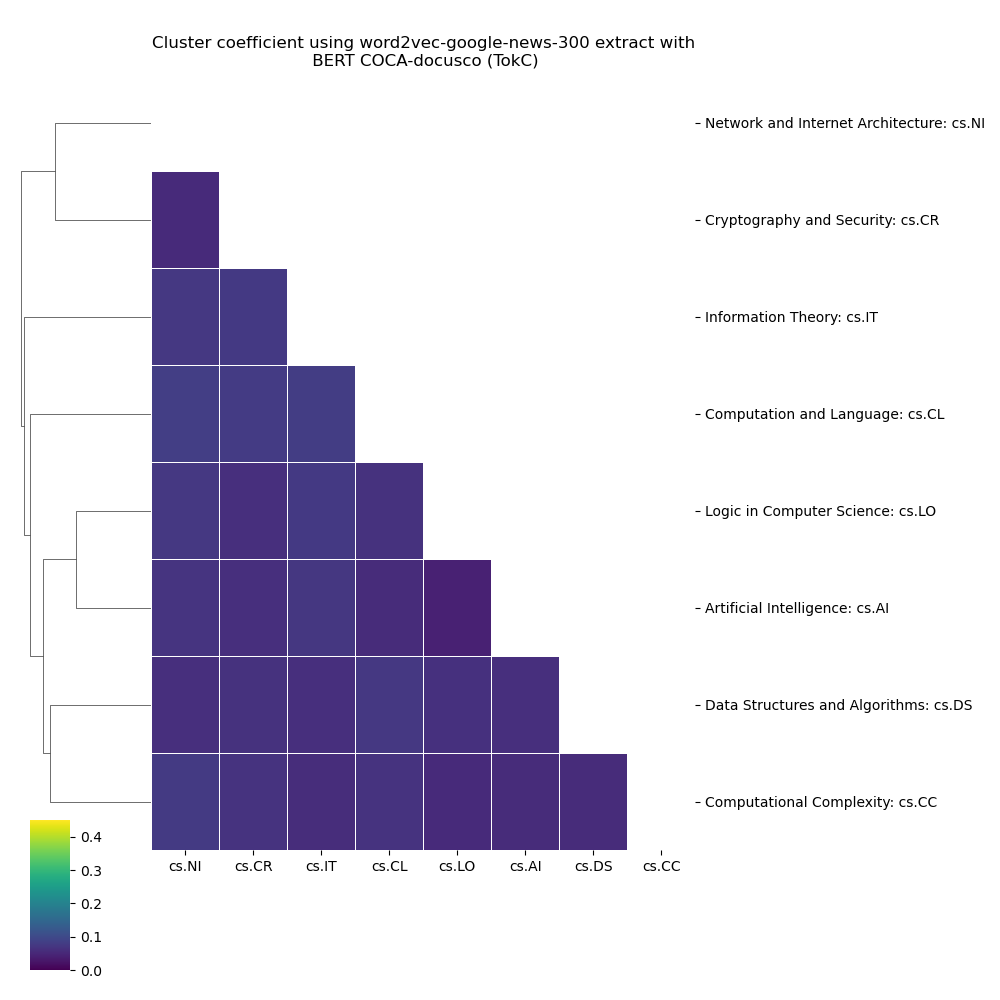 Cluster coefficient using word2vec-google-news-300 extract with
BERT COCA-docusco (TokC)
Network and Internet Architecture: cs.NI
Cryptography and Security: cs.CR
Information Theory: cs.IT
Computation and Language: cs.CL
Logic in Computer Science: cs.LO
Artificial Intelligence: cs.AI
Data Structures and Algorithms: cs.DS
Computational Complexity: cs.CC
cs.NI cs.CR cs.IT cs.CL cs.LO cs.AI cs.DS cs.CC
0.4
0.3
0.2
0.1
0.0